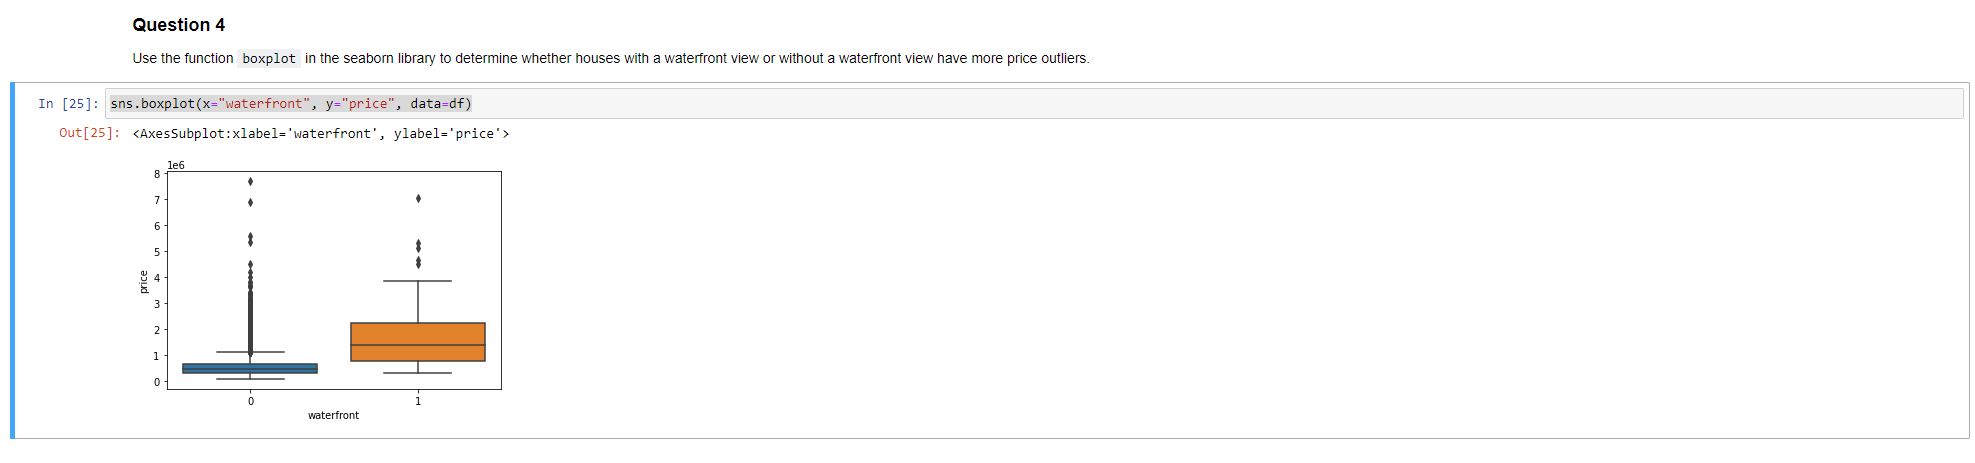 Question 4
Use the function boxplot in the seaborn library to determine whether houses with a waterfront view or without a waterfront view have more price outliers.
In [25]: sns.boxplot(x="waterfront", y="price", data=df)
Out[25]: <AxesSubplot:xlabel='waterfront', ylabel='price'>
1e6
8
7
6
5
4
3
2
1
0
price
0 1
waterfront